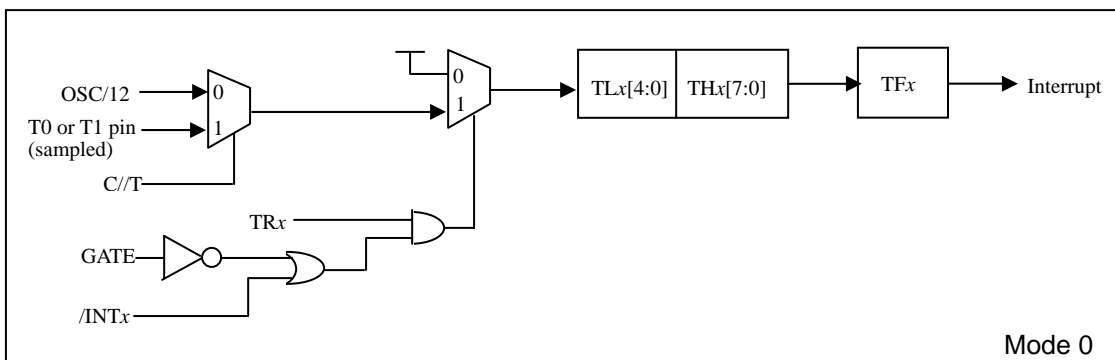 OSC/12
T0 or T1 pin
(sampled)
C//T
0
1
0
1
TLx[4:0]
THx[7:0]
TFx
Interrupt
TRx
GATE
/INTx
Mode 0